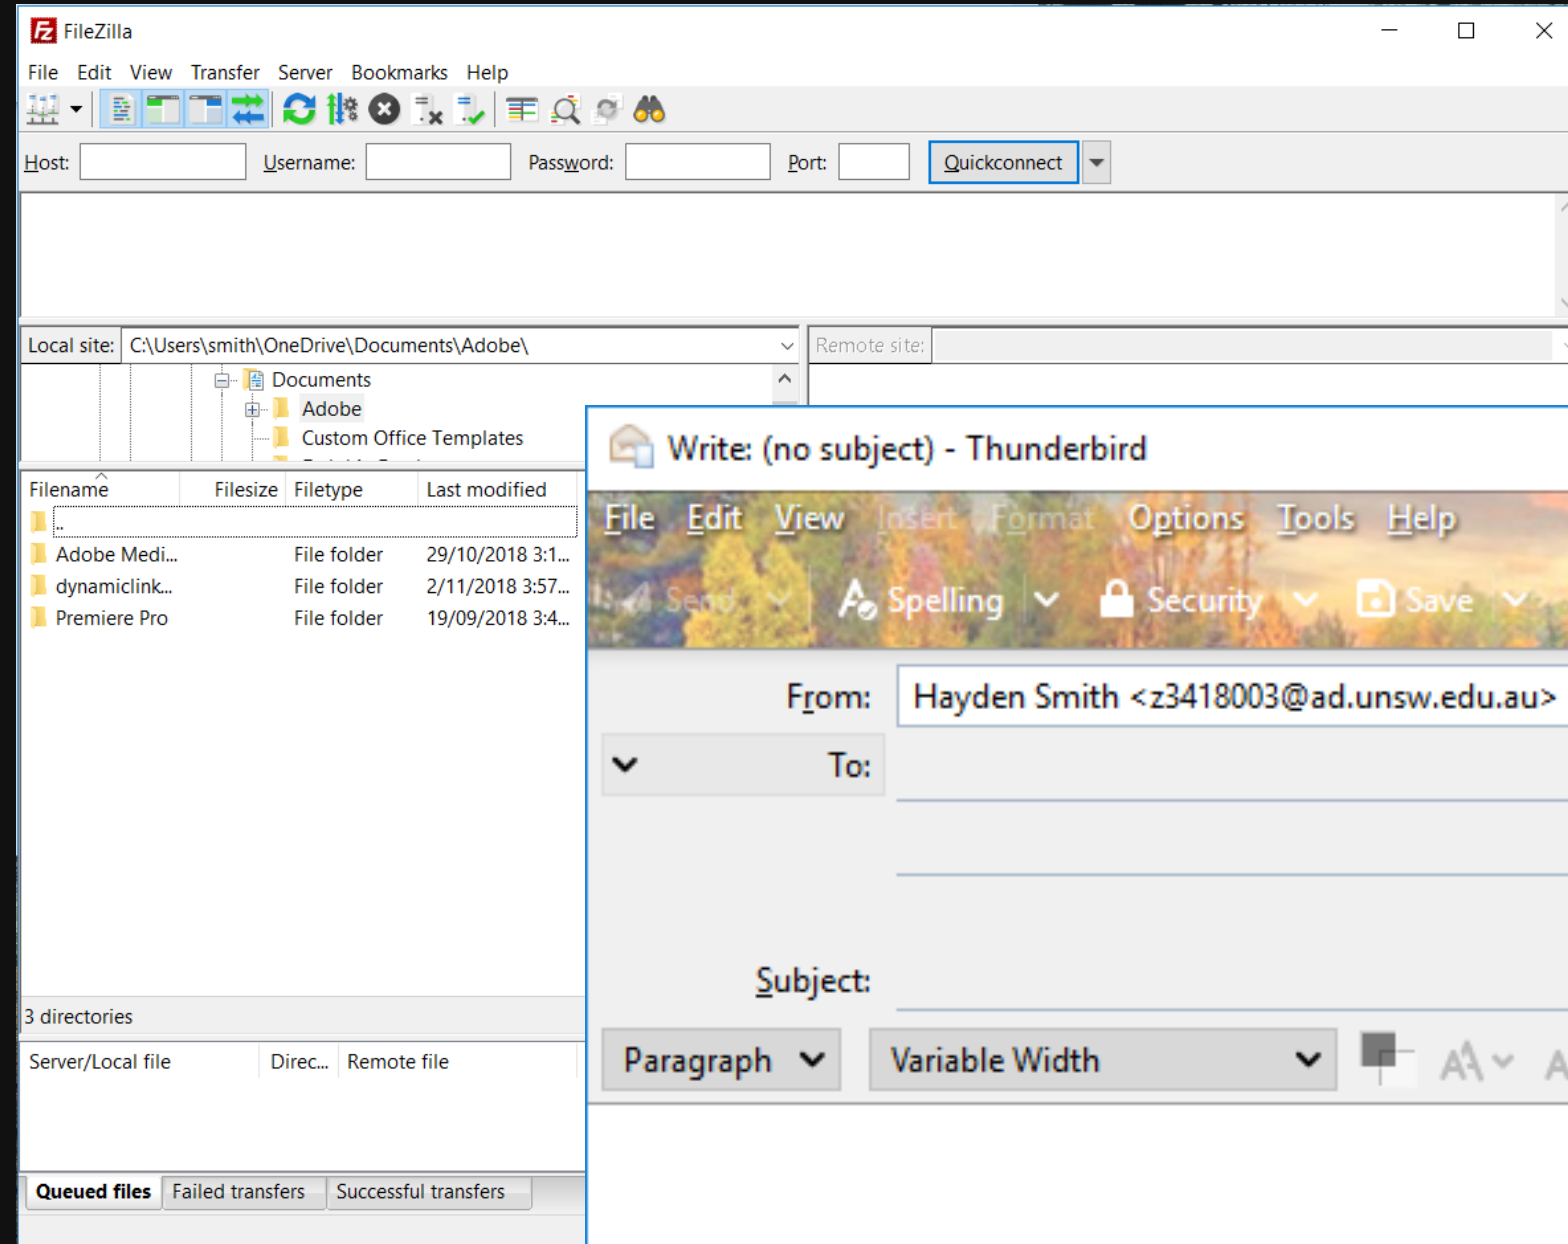 FileZilla
File Edit View Transfer Server Bookmarks Help
Host: Username: Password: Port: Quickconnect
Local site: C:\Users\smith\OneDrive\Documents\Adobe\ Remote site:
Documents
Adobe
Custom Office Templates
Filename Filesize Filetype Last modified
..
Adobe Medi... File folder 29/10/2018 3:1...
dynamiclink... File folder 2/11/2018 3:57...
Premiere Pro File folder 19/09/2018 3:4...
3 directories
Server/Local file Direc... Remote file
Queued files Failed transfers Successful transfers
Write: (no subject) - Thunderbird
File Edit View Insert Format Options Tools Help
Send Spelling Security Save
From: Hayden Smith <z3418003@ad.unsw.edu.au>
To:
Subject:
Paragraph Variable Width